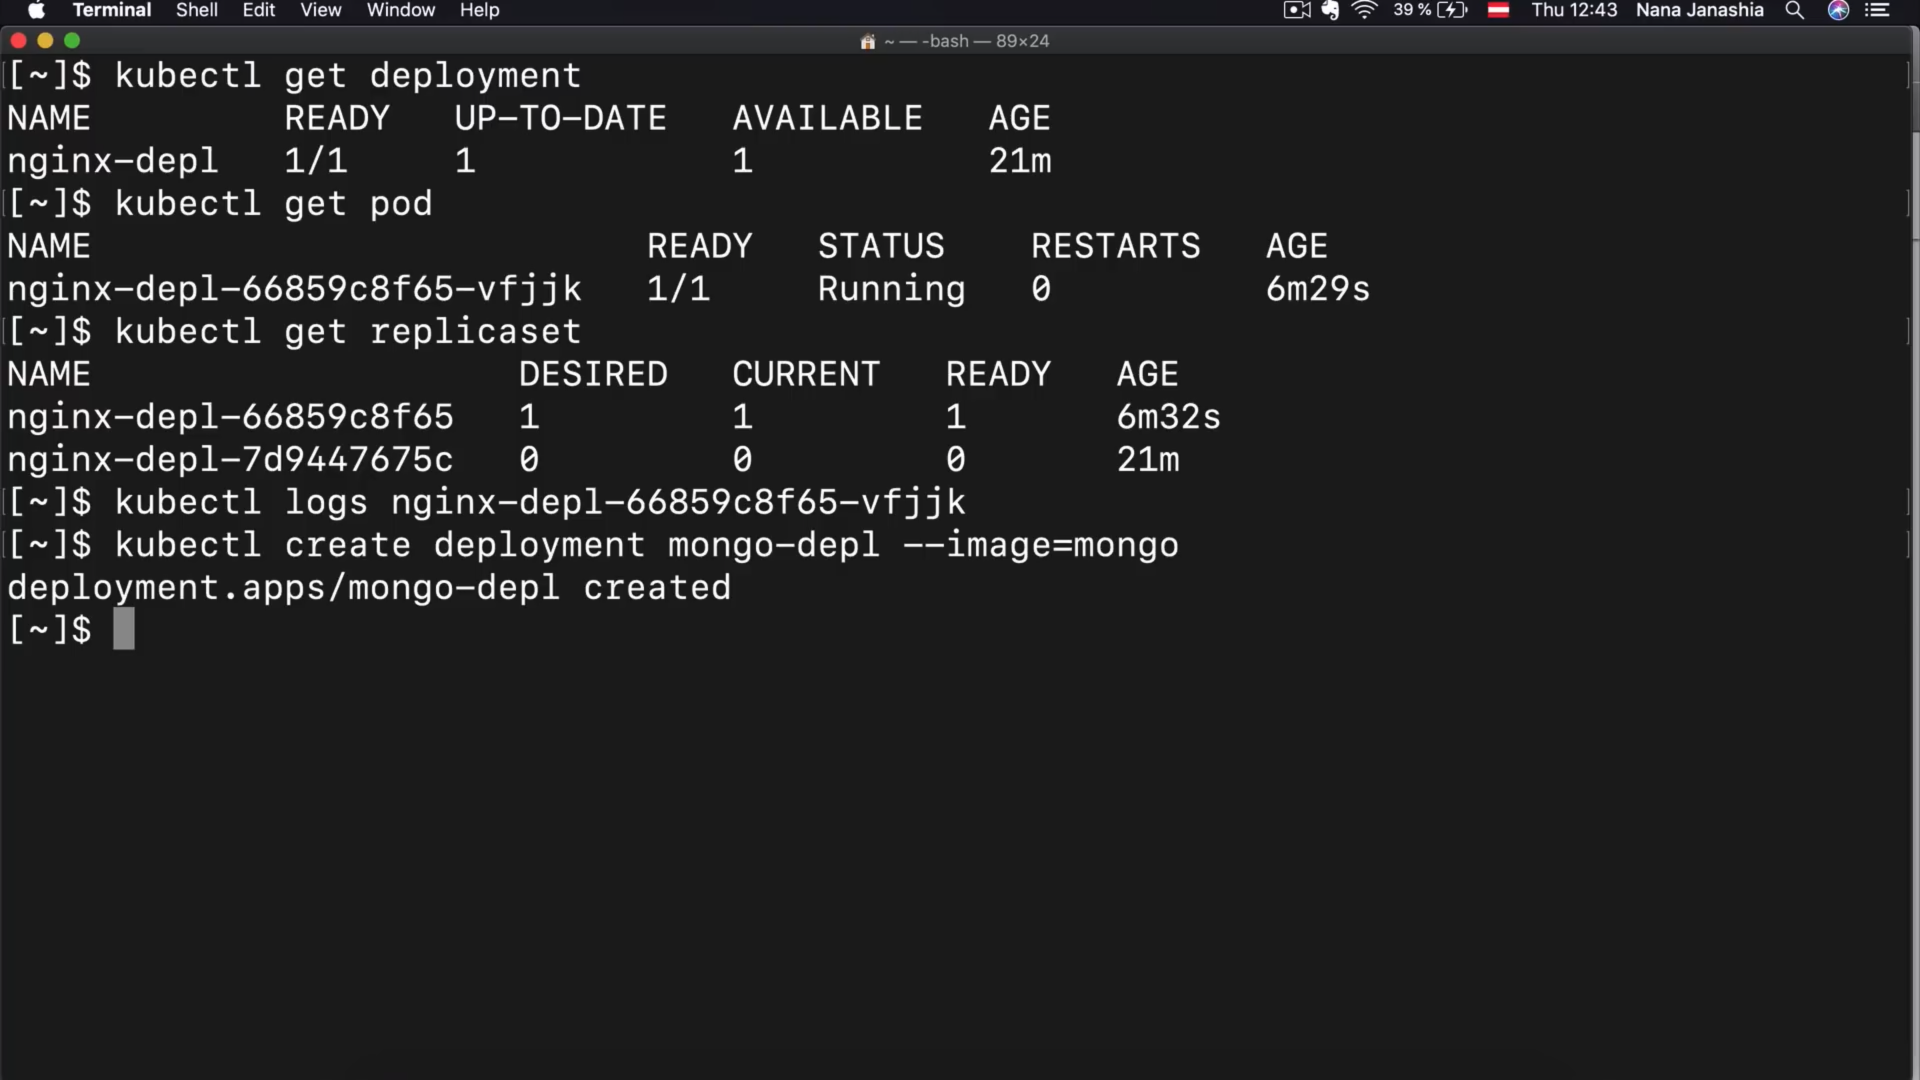 Terminal Shell Edit View Window Help 39 % Thu 12:43 Nana Janashia
~ — -bash — 89×24
[~]$ kubectl get deployment
NAME READY UP-TO-DATE AVAILABLE AGE
nginx-depl 1/1 1 1 21m
[~]$ kubectl get pod
NAME READY STATUS RESTARTS AGE
nginx-depl-66859c8f65-vfjjk 1/1 Running 0 6m29s
[~]$ kubectl get replicaset
NAME DESIRED CURRENT READY AGE
nginx-depl-66859c8f65 1 1 1 6m32s
nginx-depl-7d9447675c 0 0 0 21m
[~]$ kubectl logs nginx-depl-66859c8f65-vfjjk
[~]$ kubectl create deployment mongo-depl --image=mongo
deployment.apps/mongo-depl created
[~]$